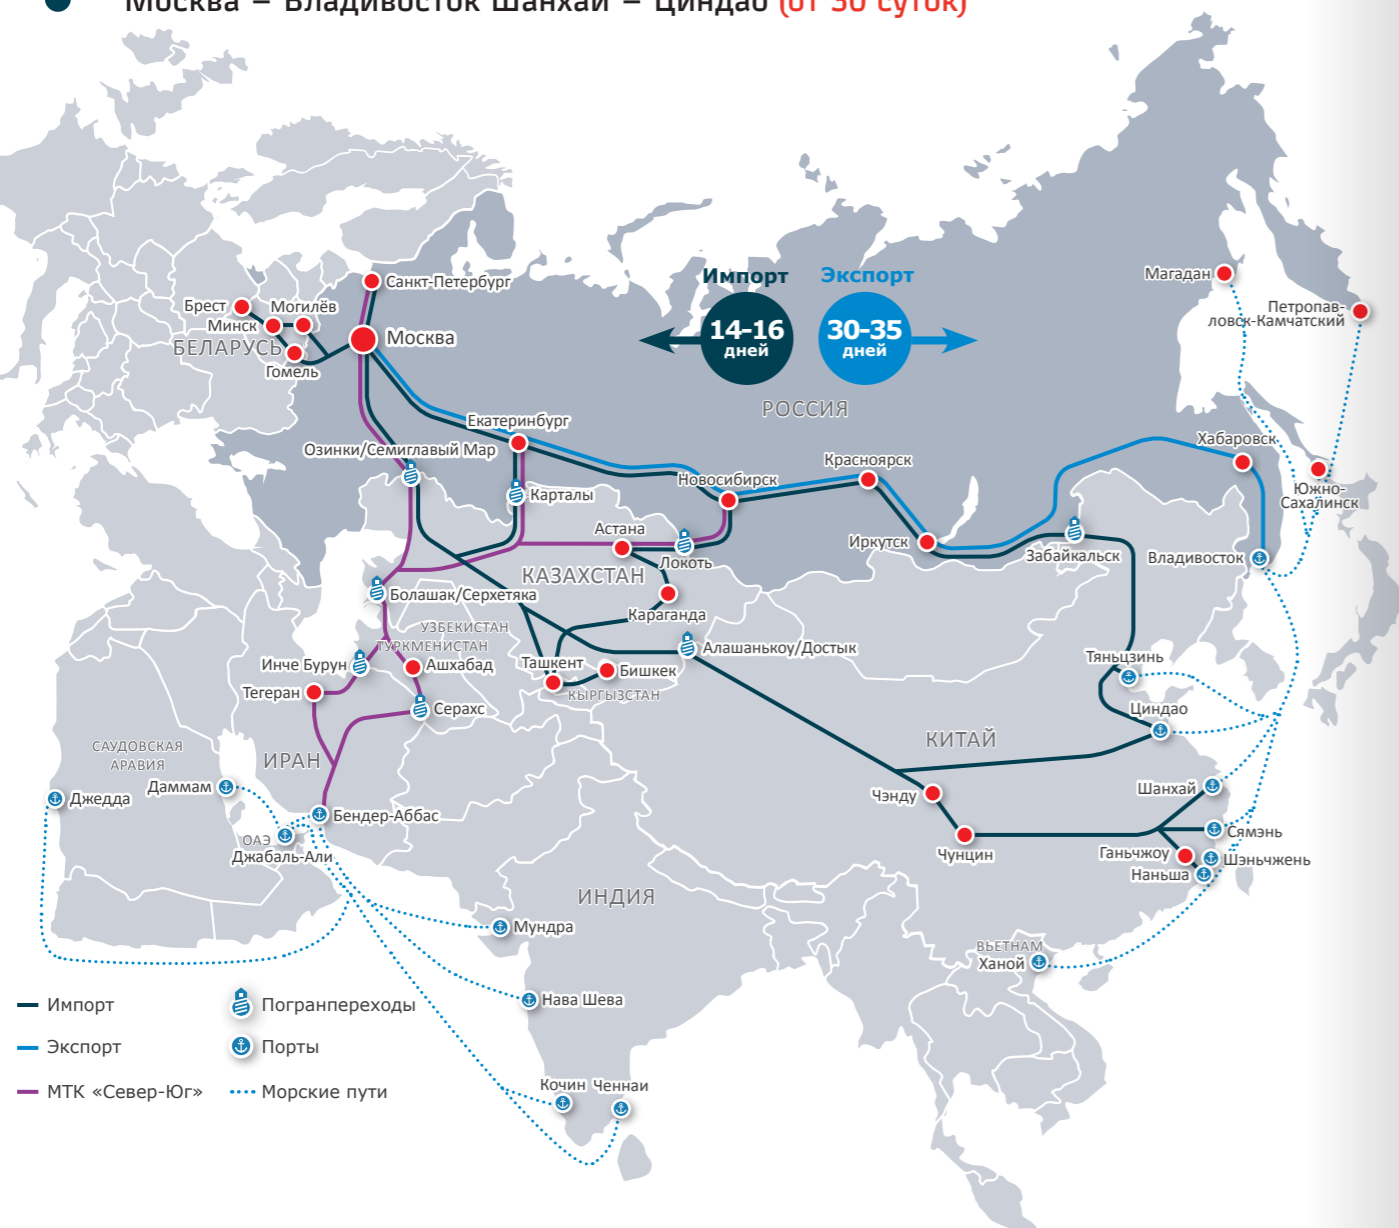 Москва – Владивосток Шанхай – Циндао (от 30 суток)
Импорт
Экспорт
14-16
дней
30-35
дней
Санкт-Петербург
Магадан
Петропав-
ловск-Камчатский
Брест
Могилёв
Минск
БЕЛАРУСЬ
Гомель
Москва
РОССИЯ
Екатеринбург
Озинки/Семиглавый Мар
Хабаровск
Красноярск
Новосибирск
Карталы
Южно-
Сахалинск
Астана
Иркутск
Забайкальск
Владивосток
Локоть
КАЗАХСТАН
Болашак/Серхетяка
Караганда
УЗБЕКИСТАН
ТУРКМЕНИСТАН
Алашанькоу/Достык
Тяньцзинь
Инче Бурун
Ашхабад
Ташкент
Бишкек
КЫРГЫЗСТАН
Тегеран
Серахс
Циндао
САУДОВСКАЯ
АРАВИЯ
ИРАН
КИТАЙ
Джедда
Даммам
Чэнду
Шанхай
Бендер-Аббас
ОАЭ
Джабаль-Али
Сямэнь
Чунцин
Ганьчжоу
Шэньчжень
Наньша
ИНДИЯ
Мундра
ВЬЕТНАМ
Ханой
Нава Шева
Кочин
Ченнаи
Импорт
Погранпереходы
Экспорт
Порты
МТК «Север-Юг»
Морские пути